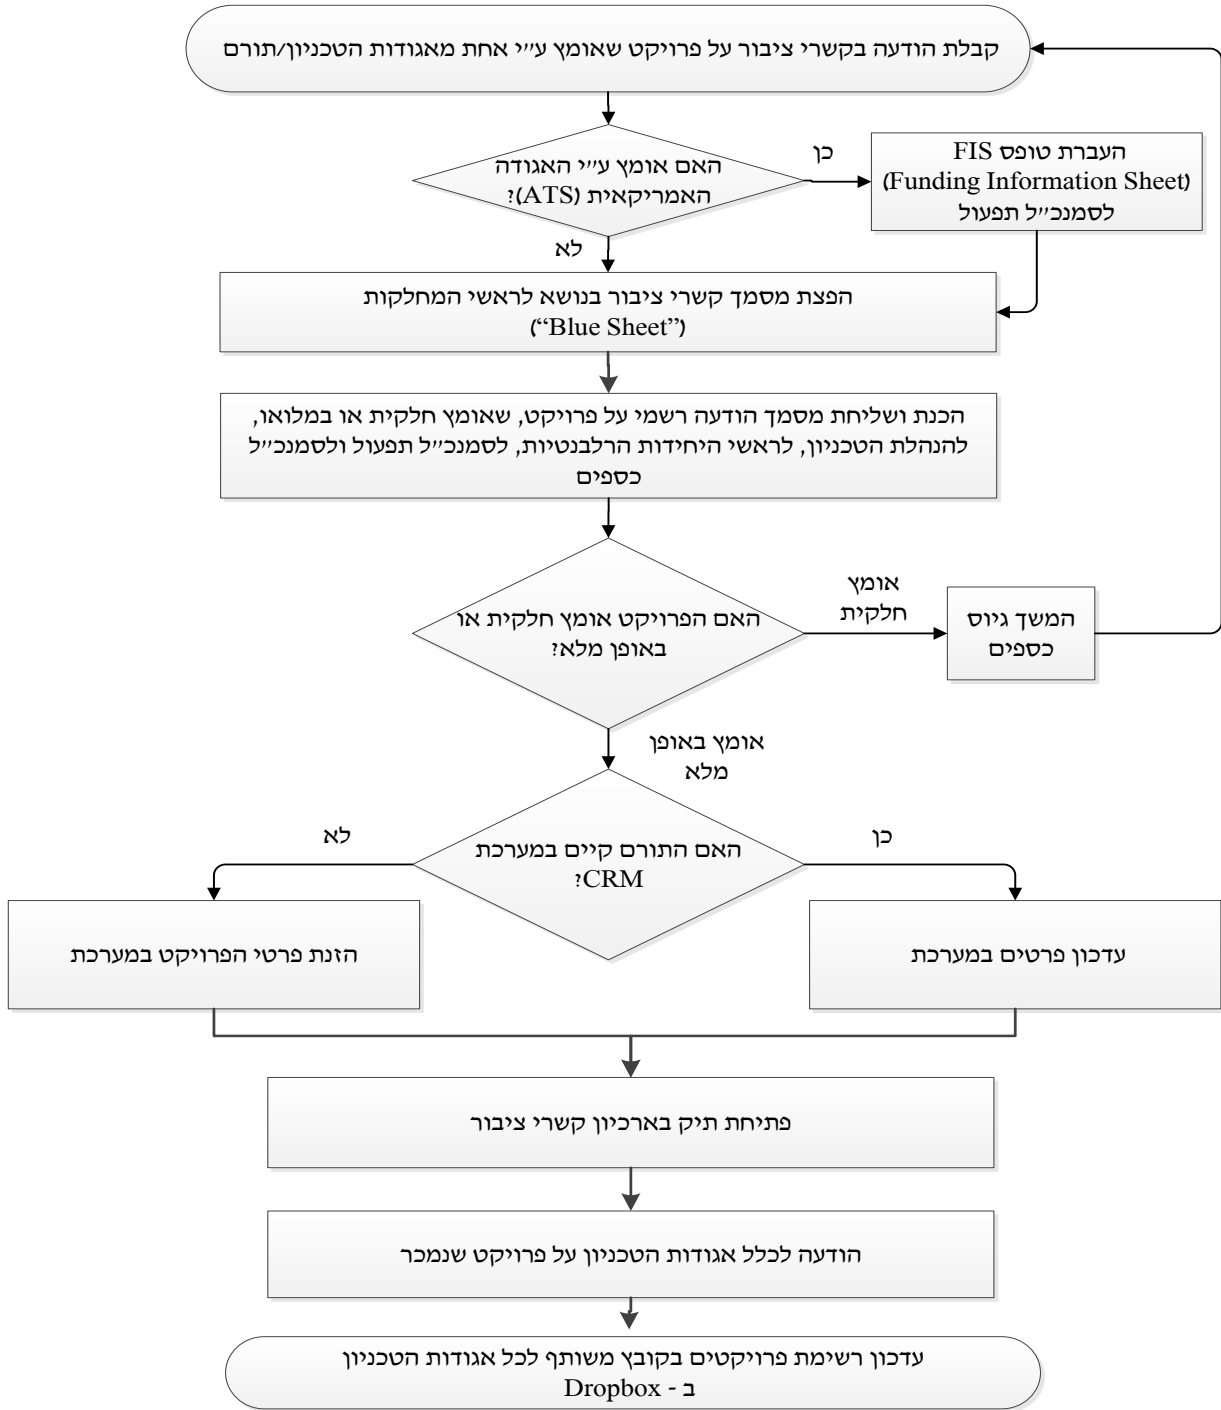 קבלת הודעה בקשרי ציבור על פרויקט שאומץ ע״י אחת מאגודות הטכניון/תורם
האם אומץ ע״י האגודה
האמריקאית (ATS)?
כן
העברת טופס FIS
(Funding Information Sheet)
לסמנכ״ל תפעול
לא
הפצת מסמך קשרי ציבור בנושא לראשי המחלקות
(“Blue Sheet”)
הכנת ושליחת מסמך הודעה רשמי על פרויקט, שאומץ חלקית או במלואו,
להנהלת הטכניון, לראשי היחידות הרלבנטיות, לסמנכ״ל תפעול ולסמנכ״ל
כספים
האם הפרויקט אומץ חלקית או
באופן מלא?
אומץ
חלקית
המשך גיוס
כספים
אומץ באופן
מלא
האם התורם קיים במערכת
CRM?
כן
לא
עדכון פרטים במערכת
הזנת פרטי הפרויקט במערכת
פתיחת תיק בארכיון קשרי ציבור
הודעה לכלל אגודות הטכניון על פרויקט שנמכר
עדכון רשימת פרויקטים בקובץ משותף לכל אגודות הטכניון
ב - Dropbox